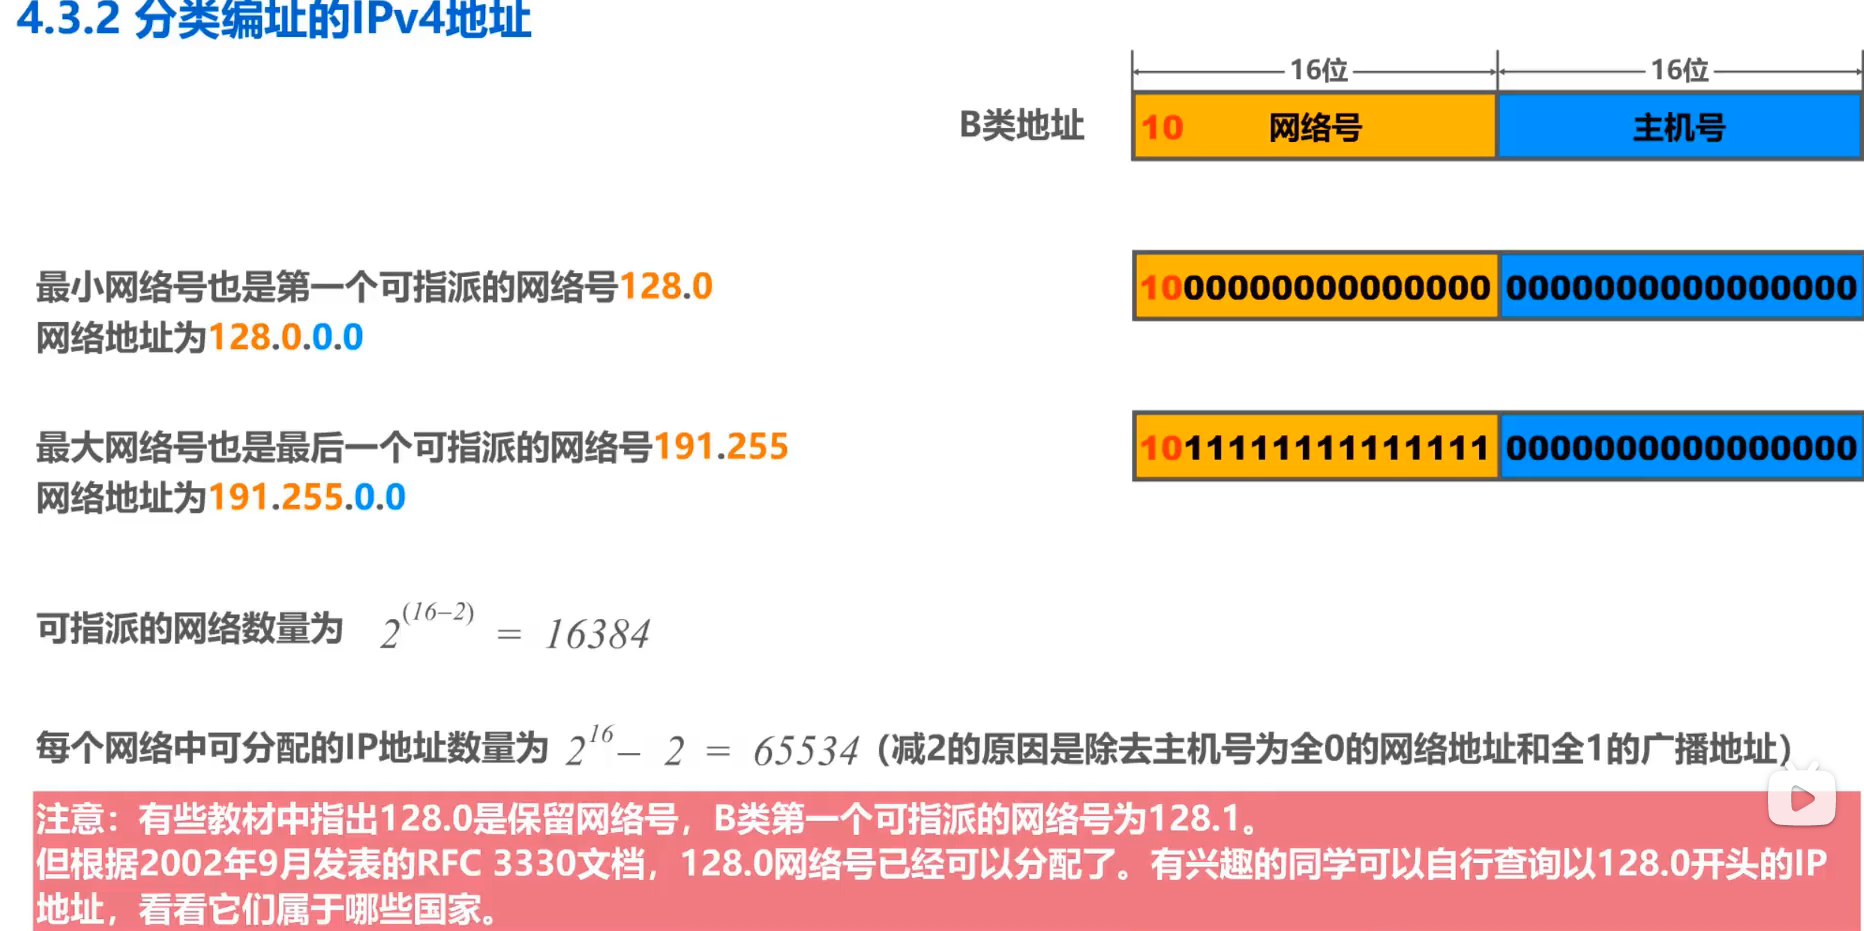 4.3.2 分类编址的IPv4地址
16位 16位
B类地址 10 网络号 主机号
最小网络号也是第一个可指派的网络号128.0
网络地址为128.0.0.0
1000000000000000 0000000000000000
最大网络号也是最后一个可指派的网络号191.255
网络地址为191.255.0.0
1011111111111111 0000000000000000
可指派的网络数量为 2^(16-2) = 16384
每个网络中可分配的IP地址数量为 2^16 - 2 = 65534（减2的原因是除去主机号为全0的网络地址和全1的广播地址）
注意：有些教材中指出128.0是保留网络号，B类第一个可指派的网络号为128.1。
但根据2002年9月发表的RFC 3330文档，128.0网络号已经可以分配了。有兴趣的同学可以自行查询以128.0开头的IP
地址，看看它们属于哪些国家。